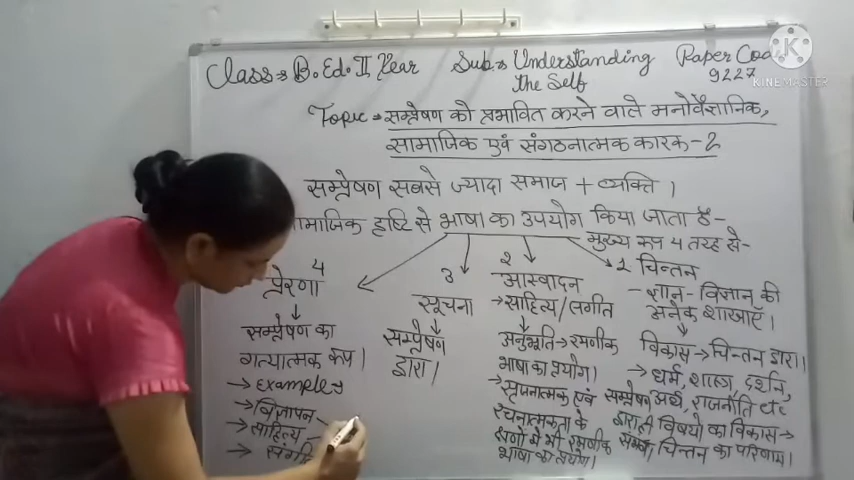 Class → B. Ed. II Year
Sub. → Understanding the Self
Paper Code 9227
KINEMASTER
Topic → सम्प्रेषण को प्रभावित करने वाले मनोवैज्ञानिक,
सामाजिक एवं संगठनात्मक कारक-2
सम्प्रेषण सबसे ज्यादा समाज + व्यक्ति ।
सामाजिक दृष्टि से भाषा का उपयोग किया जाता है-
मुख्य रूप 4 तरह से-
1 चिन्तन
- ज्ञान-विज्ञान की
अनेक शाखाएँ।
विकास → चिन्तन द्वारा।
→ धर्म, शास्त्र, दर्शन,
अर्थ, राजनीति etc
विषयों का विकास →
चिन्तन का परिणाम।
2
आस्वादन
→ साहित्य/संगीत
अनुभूति → रमणीक
भाषा का प्रयोग।
→ सृजनात्मक एवं
रचनात्मकता के
क्षणों में भी रमणीक
भाषा का प्रयोग।
सम्प्रेषण
द्वारा ही
सम्भव
3
सूचना
सम्प्रेषण
द्वारा।
4
प्रेरणा
सम्प्रेषण का
गत्यात्मक रूप।
→ Example →
→ विज्ञापन
→ साहित्य
→